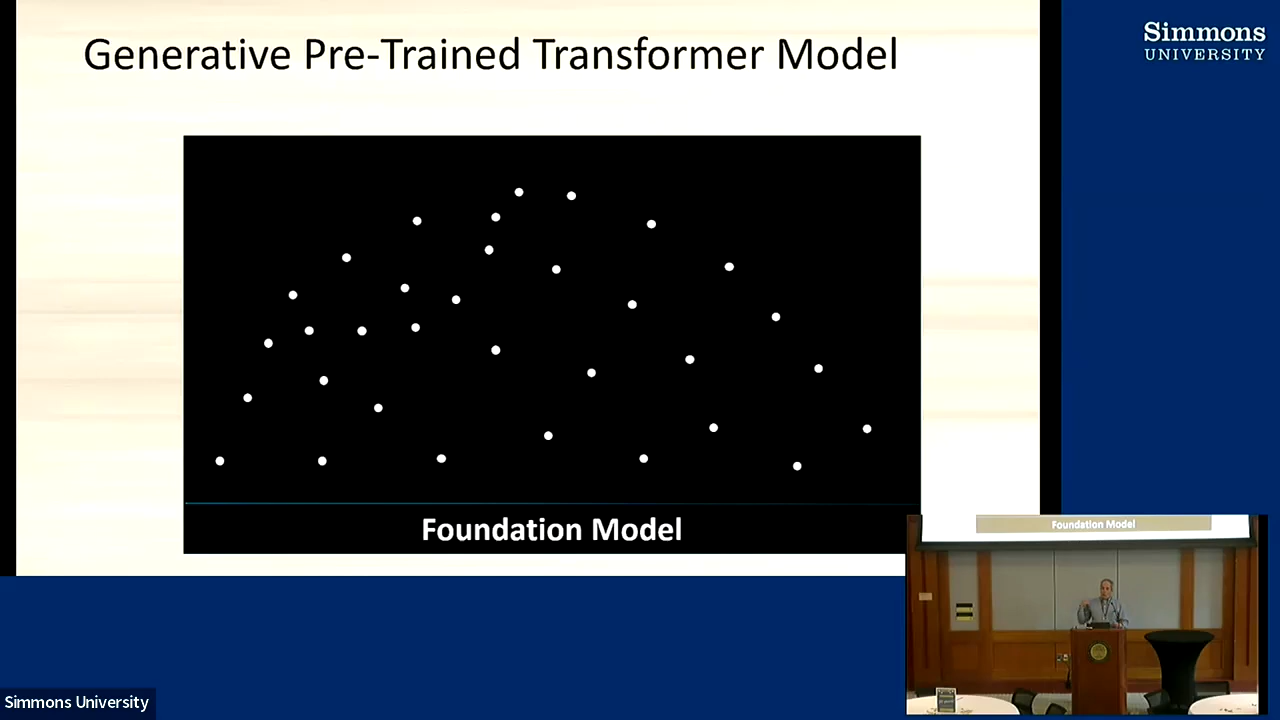 Generative Pre-Trained Transformer Model
Simmons
UNIVERSITY
Foundation Model
Foundation Model
Simmons University